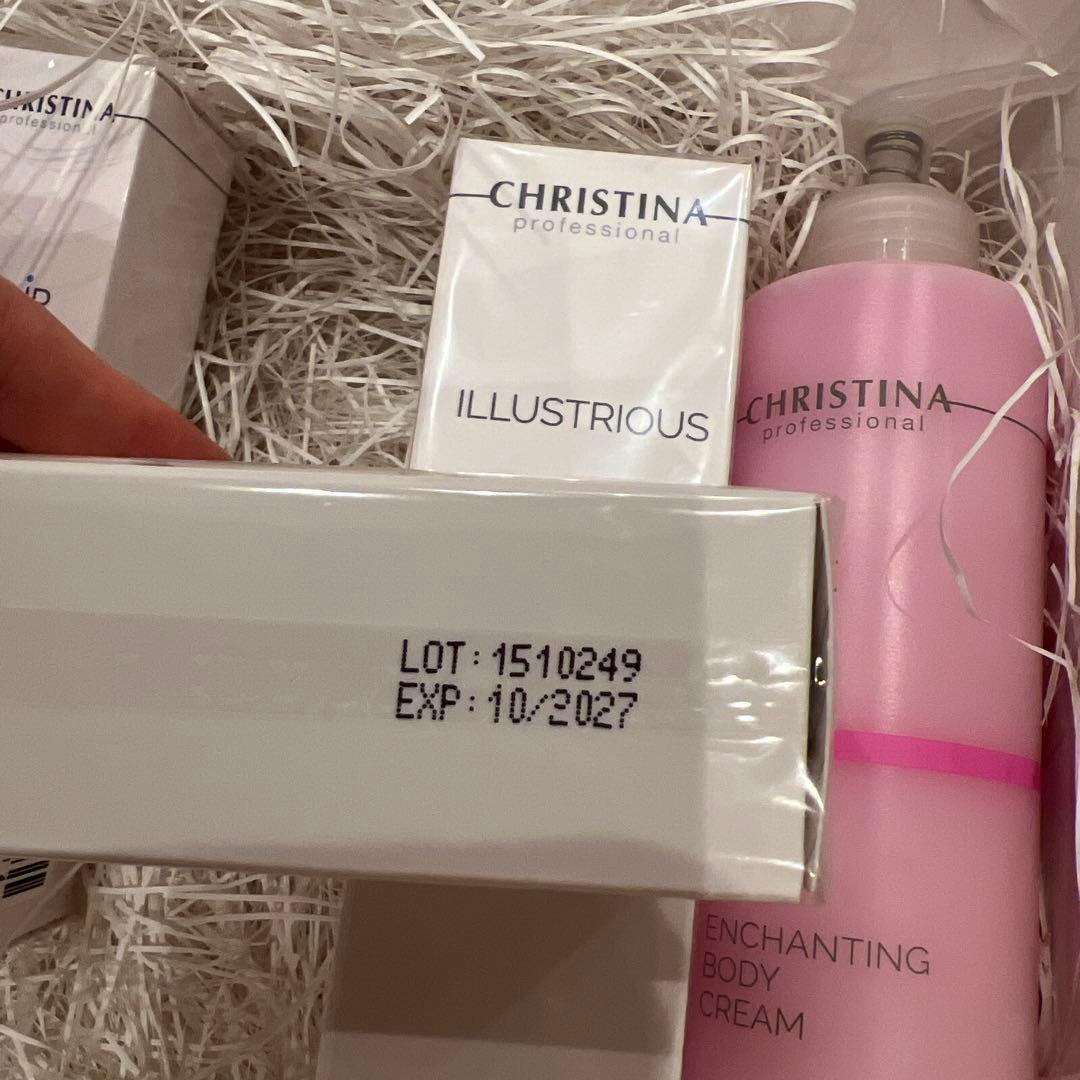 CHRISTINA
professional
CHRISTINA
professional
ILLUSTRIOUS
CHRISTINA
professional
LOT: 1510249
EXP: 10/2027
ENCHANTING
BODY
CREAM